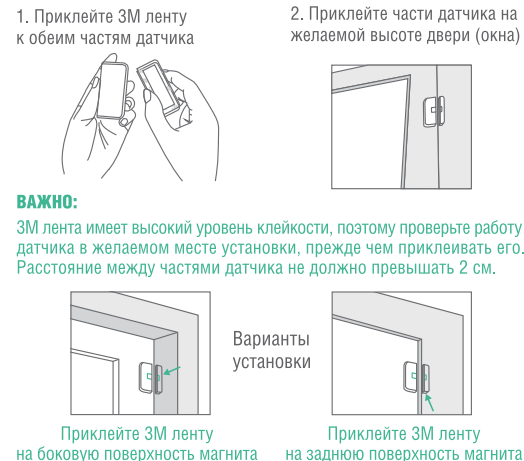 1. Приклейте 3М ленту
к обеим частям датчика
2. Приклейте части датчика на
желаемой высоте двери (окна)
ВАЖНО:
3М лента имеет высокий уровень клейкости, поэтому проверьте работу
датчика в желаемом месте установки, прежде чем приклеивать его.
Расстояние между частями датчика не должно превышать 2 см.
Варианты
установки
Приклейте 3М ленту
на боковую поверхность магнита
Приклейте 3М ленту
на заднюю поверхность магнита